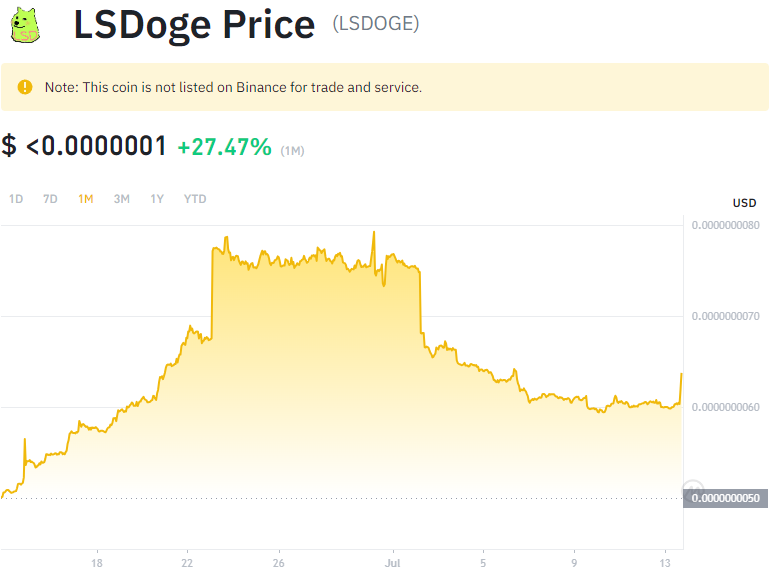 LSD
LSDoge Price (LSDOGE)
Note: This coin is not listed on Binance for trade and service.
$ <0.0000001 +27.47% (1M)
1D 7D 1M 3M 1Y YTD
USD
0.0000000080
0.0000000070
0.0000000060
0.0000000050
18 22 26 Jul 5 9 13